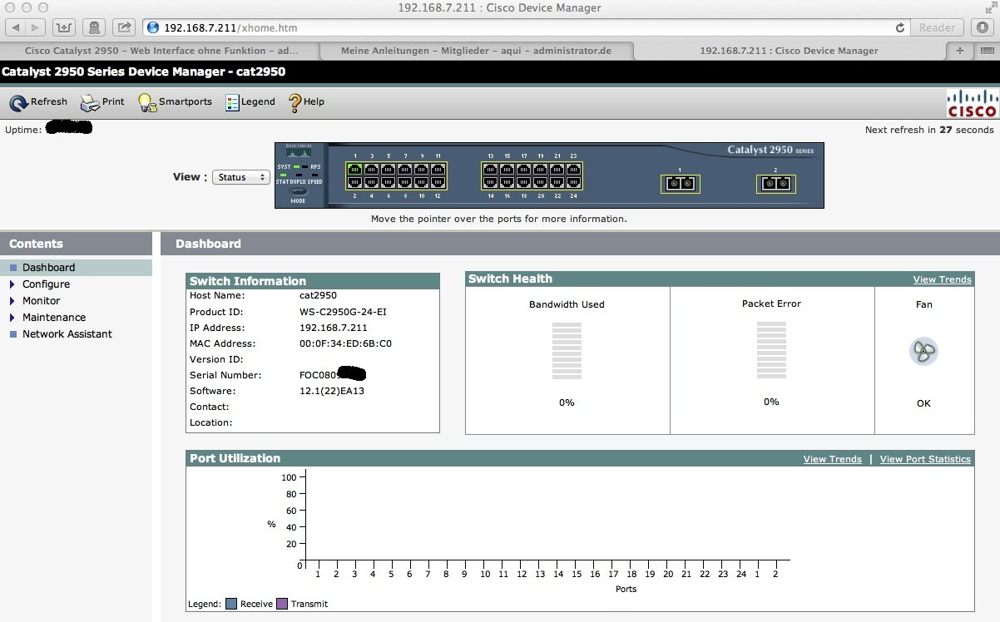 192.168.7.211 : Cisco Device Manager
192.168.7.211/xhome.htm
Reader
Cisco Catalyst 2950 – Web Interface ohne Funktion – ad...
Meine Anleitungen – Mitglieder – aqui – administrator.de
192.168.7.211 : Cisco Device Manager
Catalyst 2950 Series Device Manager - cat2950
Refresh Print Smartports Legend Help
CISCO
Uptime:
Next refresh in 27 seconds
View : Status
Catalyst 2950 SERIES
1 3 5 7 9 11 13 15 17 19 21 23
SYST RPS
1 2
STAT DUPLX SPEED
2 4 6 8 10 12 14 16 18 20 22 24
MODE
Move the pointer over the ports for more information.
Contents
Dashboard
Configure
Monitor
Maintenance
Network Assistant
Dashboard
Switch Information
Host Name: cat2950
Product ID: WS-C2950G-24-EI
IP Address: 192.168.7.211
MAC Address: 00:0F:34:ED:6B:C0
Version ID:
Serial Number: FOC0809
Software: 12.1(22)EA13
Contact:
Location:
Switch Health View Trends
Bandwidth Used Packet Error Fan
0% 0% OK
Port Utilization View Trends | View Port Statistics
100
80
60
% 40
20
0
1 2 3 4 5 6 7 8 9 10 11 12 13 14 15 16 17 18 19 20 21 22 23 24 1 2
Ports
Legend: Receive Transmit